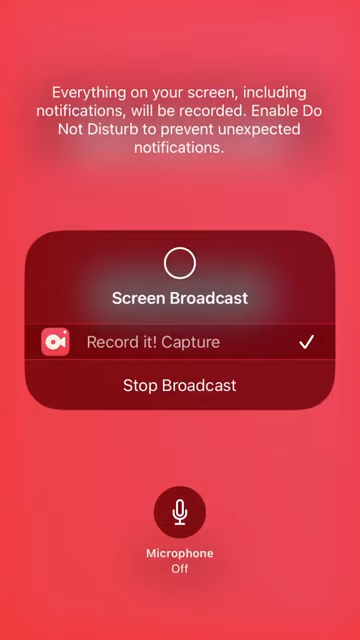 Everything on your screen, including
notifications, will be recorded. Enable Do
Not Disturb to prevent unexpected
notifications.
Screen Broadcast
Record it! Capture
Stop Broadcast
Microphone
Off